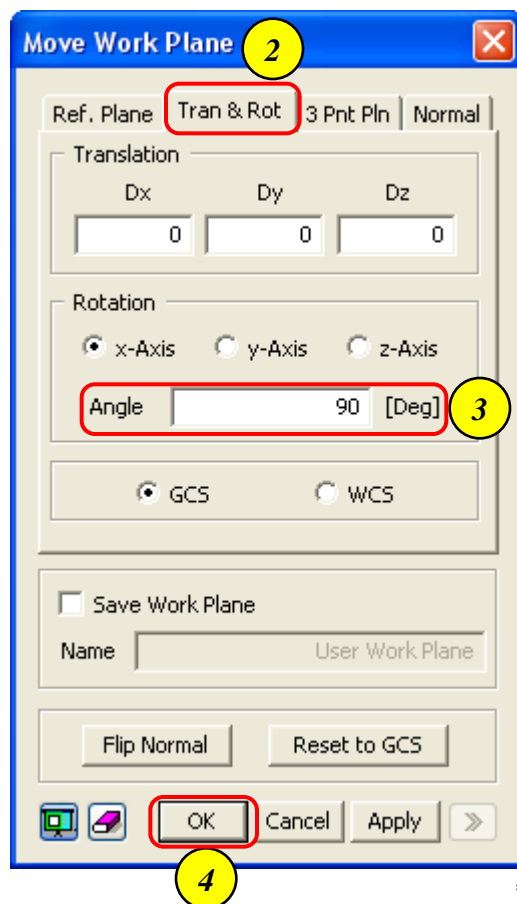 Move Work Plane 2
Ref. Plane Tran & Rot 3 Pnt Pln Normal
Translation
Dx Dy Dz
0 0 0
Rotation
x-Axis y-Axis z-Axis
Angle 90 [Deg] 3
GCS WCS
Save Work Plane
Name User Work Plane
Flip Normal Reset to GCS
OK Cancel Apply »
4